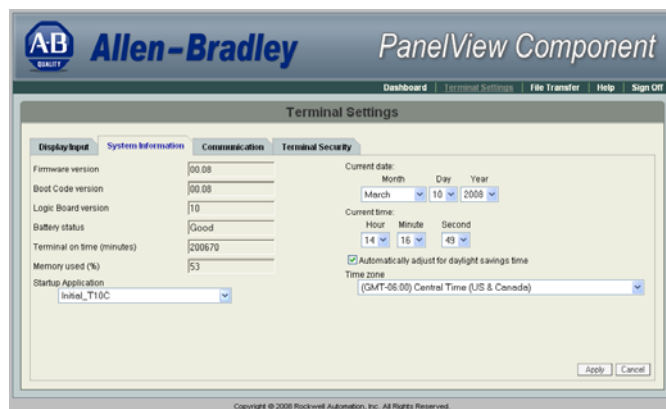 A-B
QUALITY
Allen-Bradley
PanelView Component
Dashboard | Terminal Settings | File Transfer | Help | Sign Off
Terminal Settings
Display/Input
System Information
Communication
Terminal Security
Firmware version 00.08
Boot Code version 00.08
Logic Board version 10
Battery status Good
Terminal on time (minutes) 200670
Memory used (%) 53
Startup Application
Initial_T10C
Current date:
Month Day Year
March 10 2008
Current time:
Hour Minute Second
14 16 49
Automatically adjust for daylight savings time
Time zone
(GMT-06:00) Central Time (US & Canada)
Apply Cancel
Copyright © 2008 Rockwell Automation, Inc. All Rights Reserved.